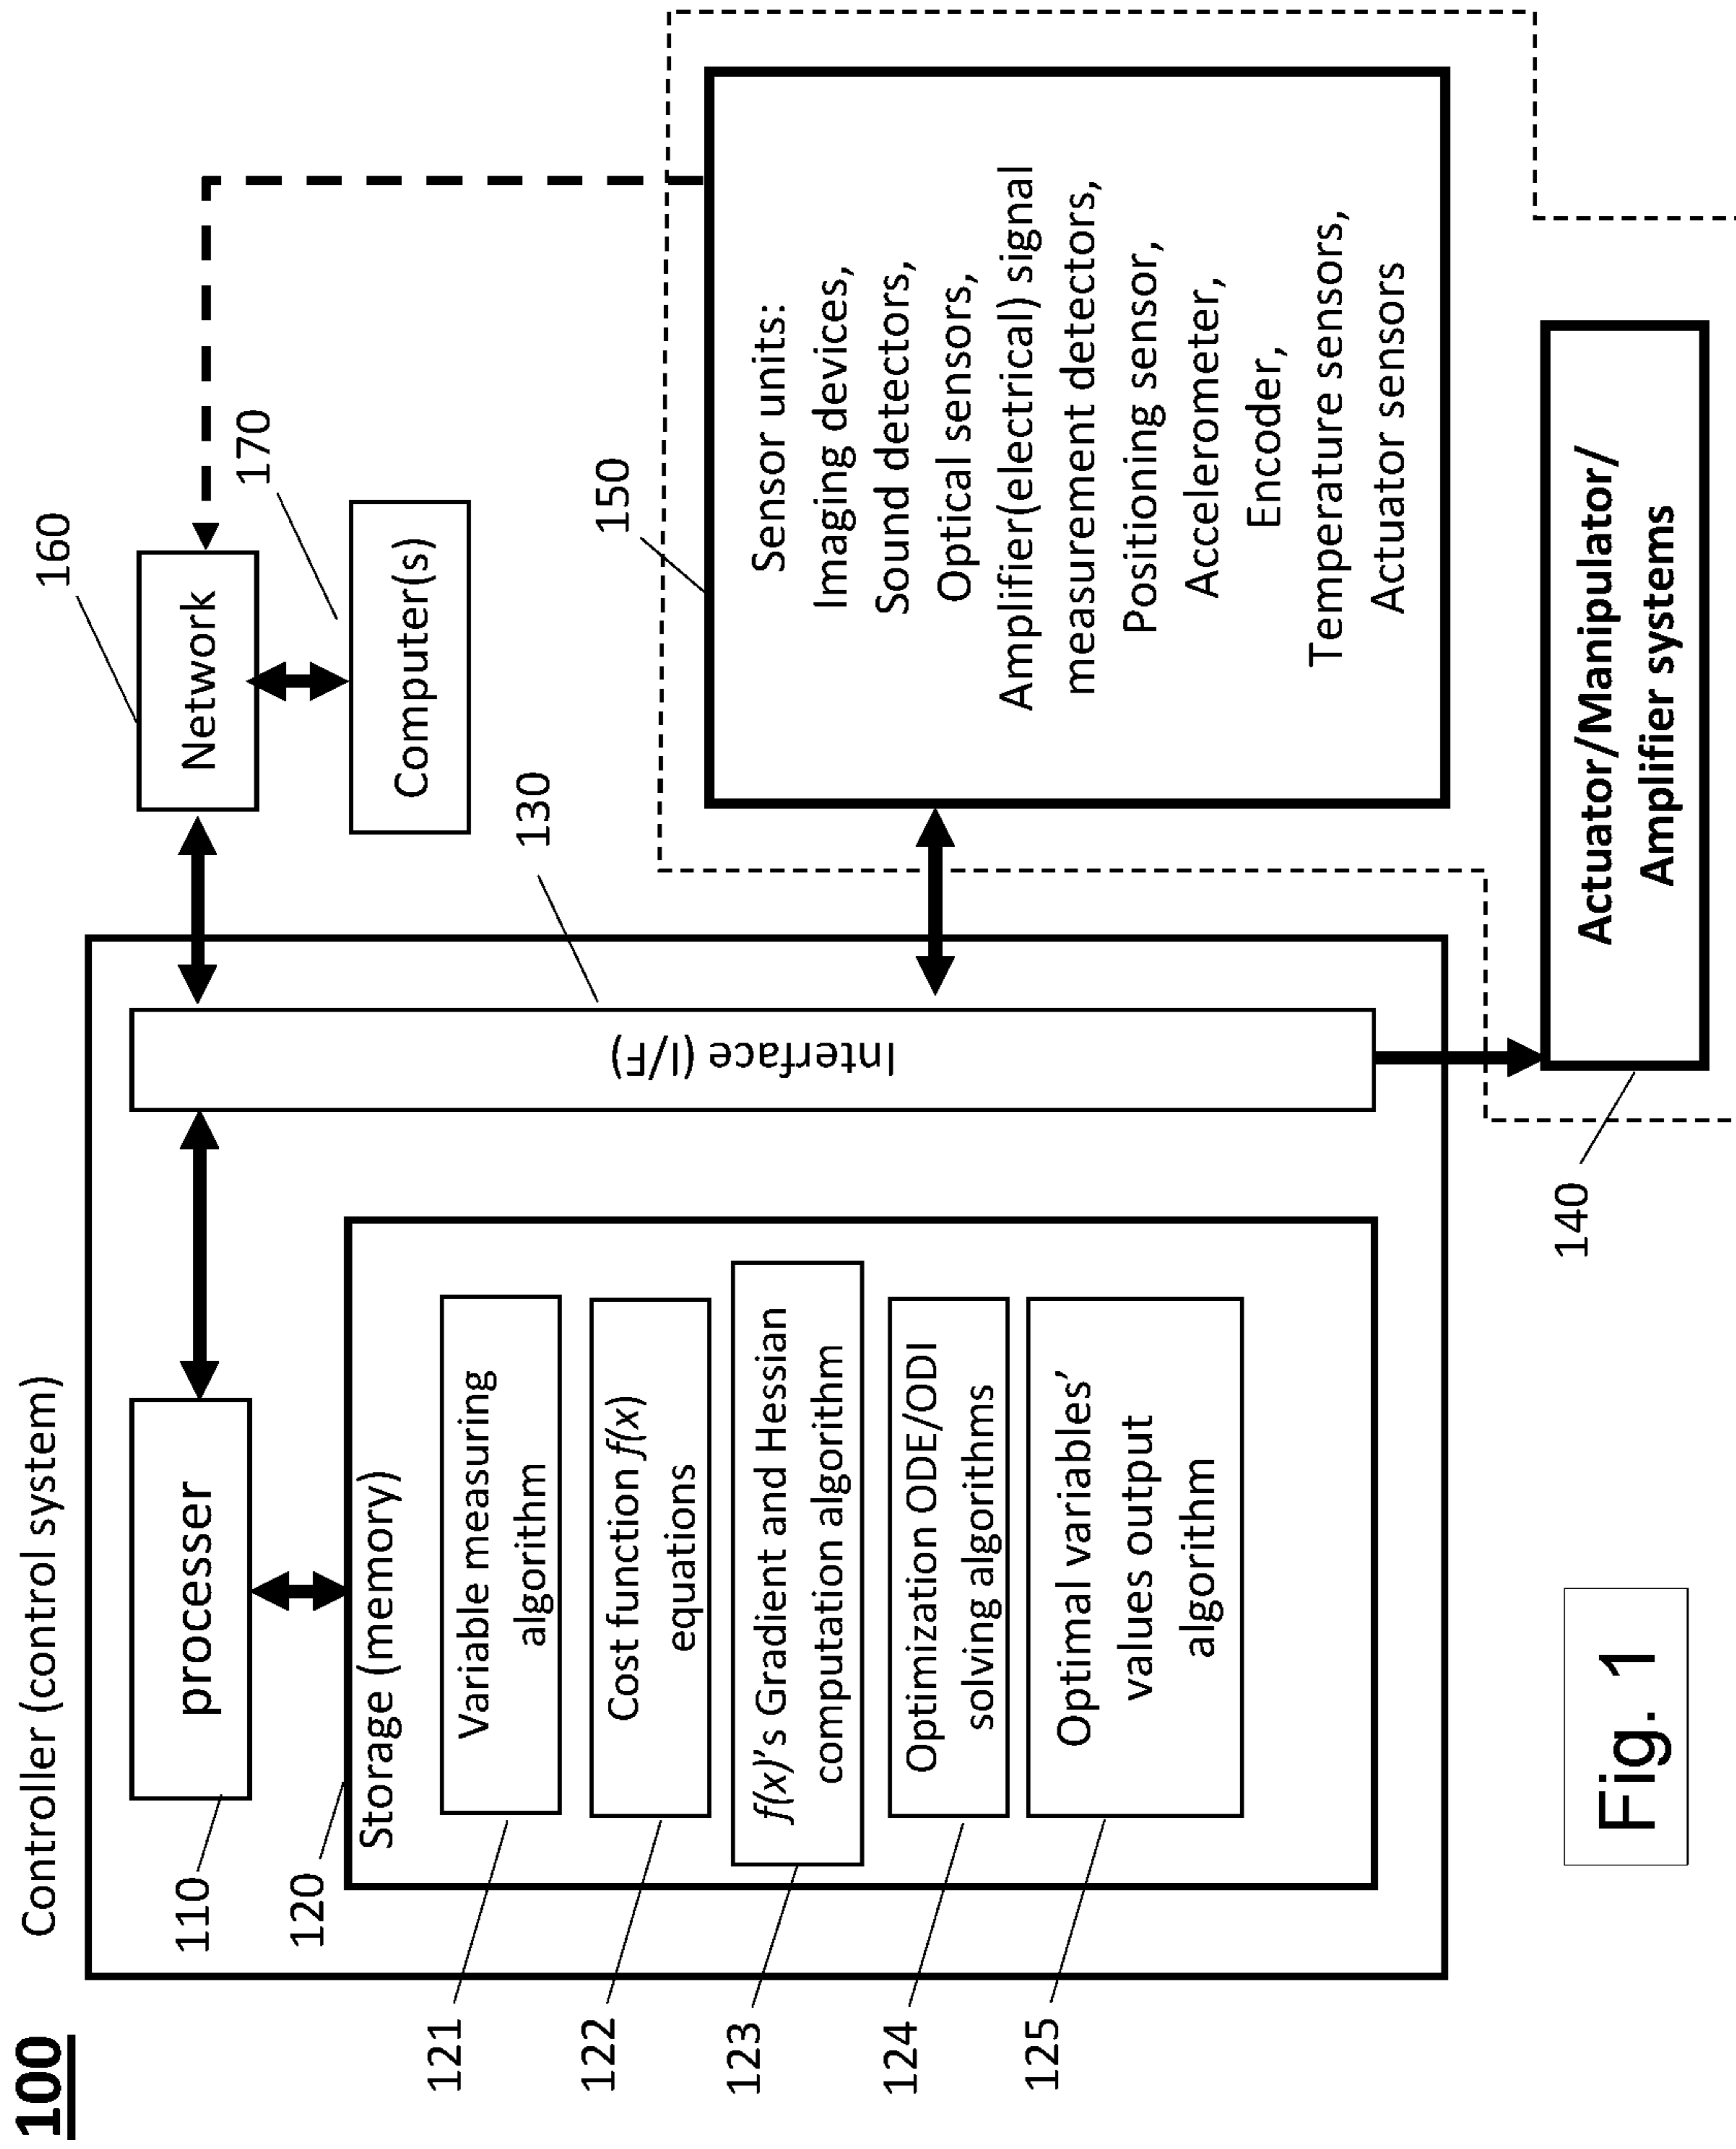 100
Controller (control system)
110
processer
120
Storage (memory)
121
Variable measuring
algorithm
122
Cost function f(x)
equations
123
f(x)'s Gradient and Hessian
computation algorithm
124
Optimization ODE/ODI
solving algorithms
125
Optimal variables’
values output
algorithm
Interface (I/F)
130
160
Network
170
Computer(s)
150
Sensor units:
Imaging devices,
Sound detectors,
Optical sensors,
Amplifier(electrical) signal
measurement detectors,
Positioning sensor,
Accelerometer,
Encoder,
Temperature sensors,
Actuator sensors
140
Actuator/Manipulator/
Amplifier systems
Fig. 1